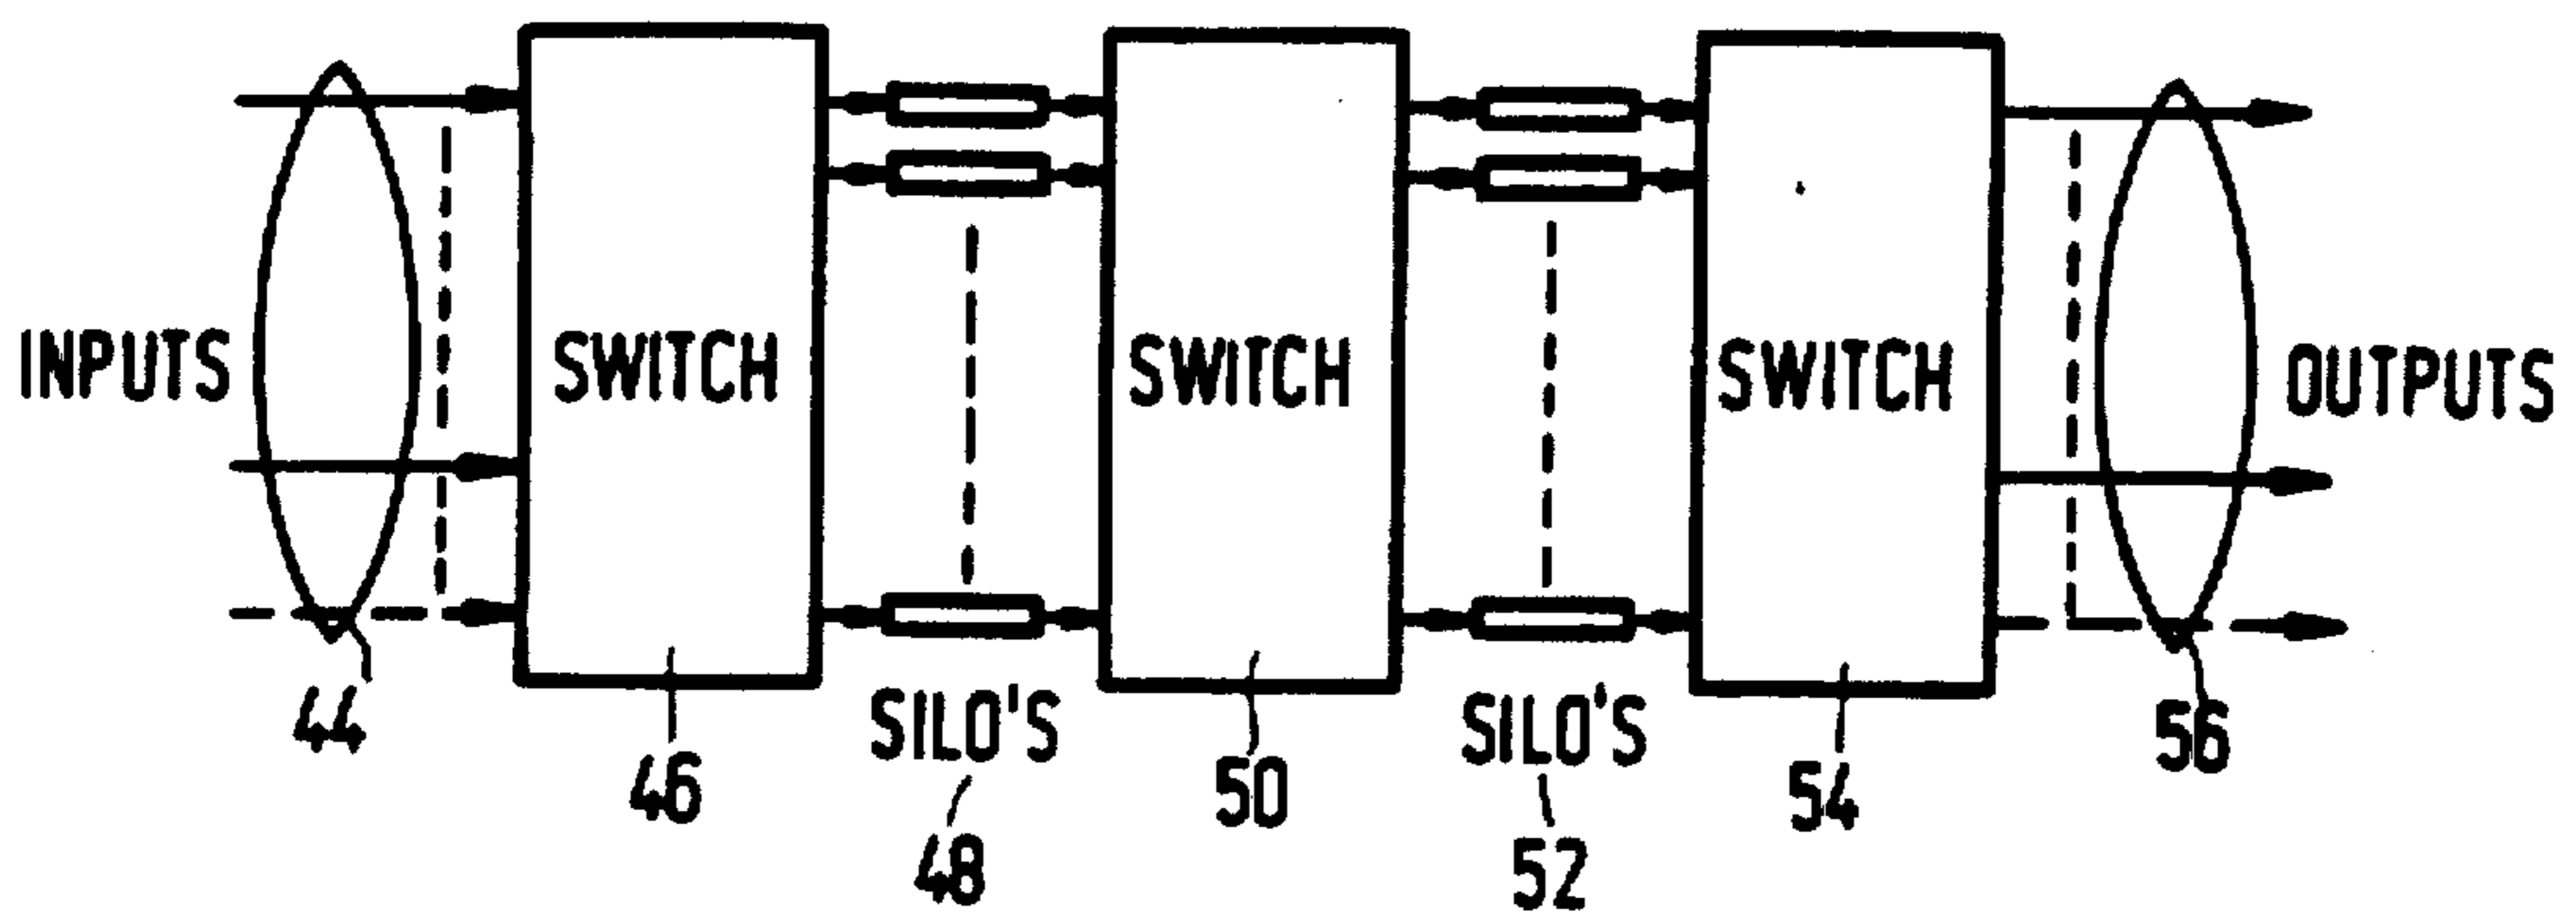 INPUTS
SWITCH
SWITCH
SWITCH
OUTPUTS
44
46
SILO'S
48
50
SILO'S
52
54
56